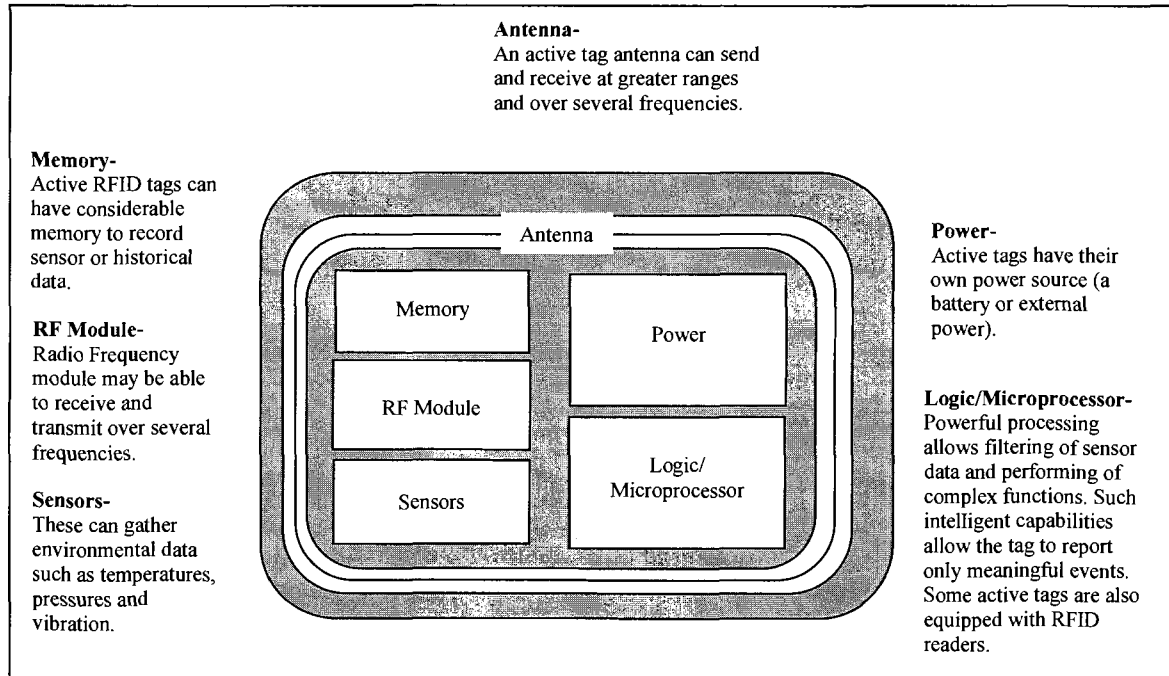 Antenna-
An active tag antenna can send
and receive at greater ranges
and over several frequencies.
Memory-
Active RFID tags can
have considerable
memory to record
sensor or historical
data.
RF Module-
Radio Frequency
module may be able
to receive and
transmit over several
frequencies.
Sensors-
These can gather
environmental data
such as temperatures,
pressures and
vibration.
Antenna
Memory
RF Module
Sensors
Power
Logic/
Microprocessor
Power-
Active tags have their
own power source (a
battery or external
power).
Logic/Microprocessor-
Powerful processing
allows filtering of sensor
data and performing of
complex functions. Such
intelligent capabilities
allow the tag to report
only meaningful events.
Some active tags are also
equipped with RFID
readers.